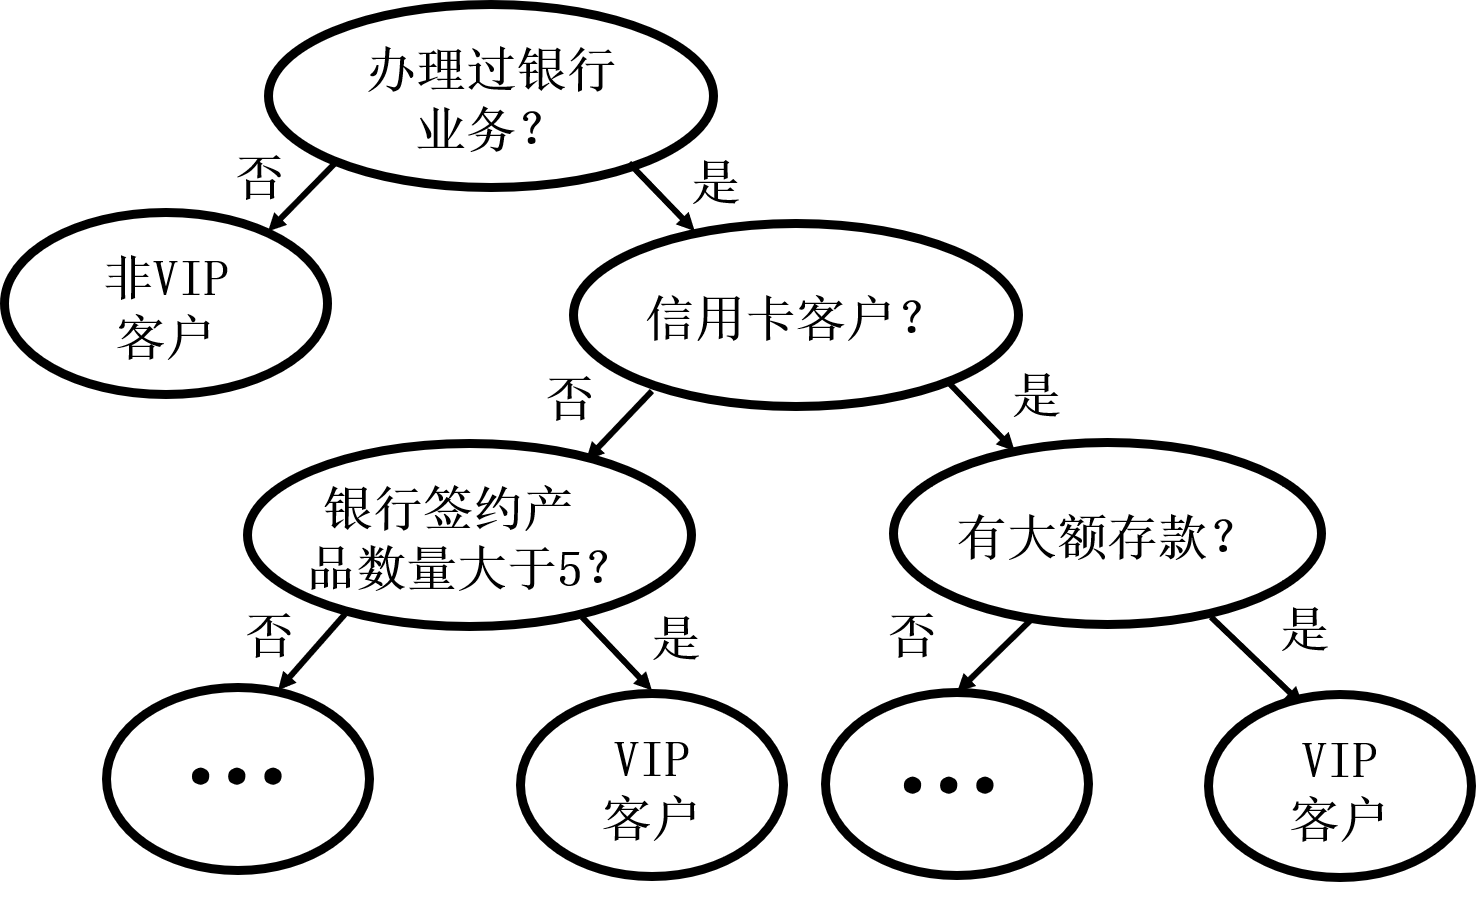 办理过银行
业务？
否
是
非VIP
客户
信用卡客户？
否
是
银行签约产
品数量大于5？
有大额存款？
否
是
否
是
•••
VIP
客户
•••
VIP
客户